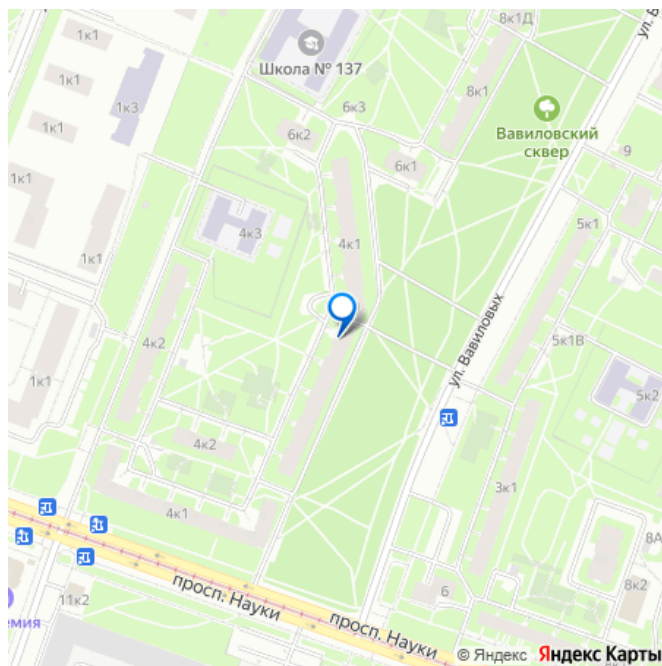 8к1Д
ул. В
1к1
1к1
Школа № 137
1к3
8к1
6к3
1к1
6к2
Вавиловский
сквер
6к1
9
1к1
4к3
4к1
5к1
1к1
ул. Вавиловых
4к2
5к1В
1к1
5к2
4к2
3к1
4к1
8А
просп. Науки
6
8к2
11к2
емия
просп. Науки
© Яндекс Яндекс Карты